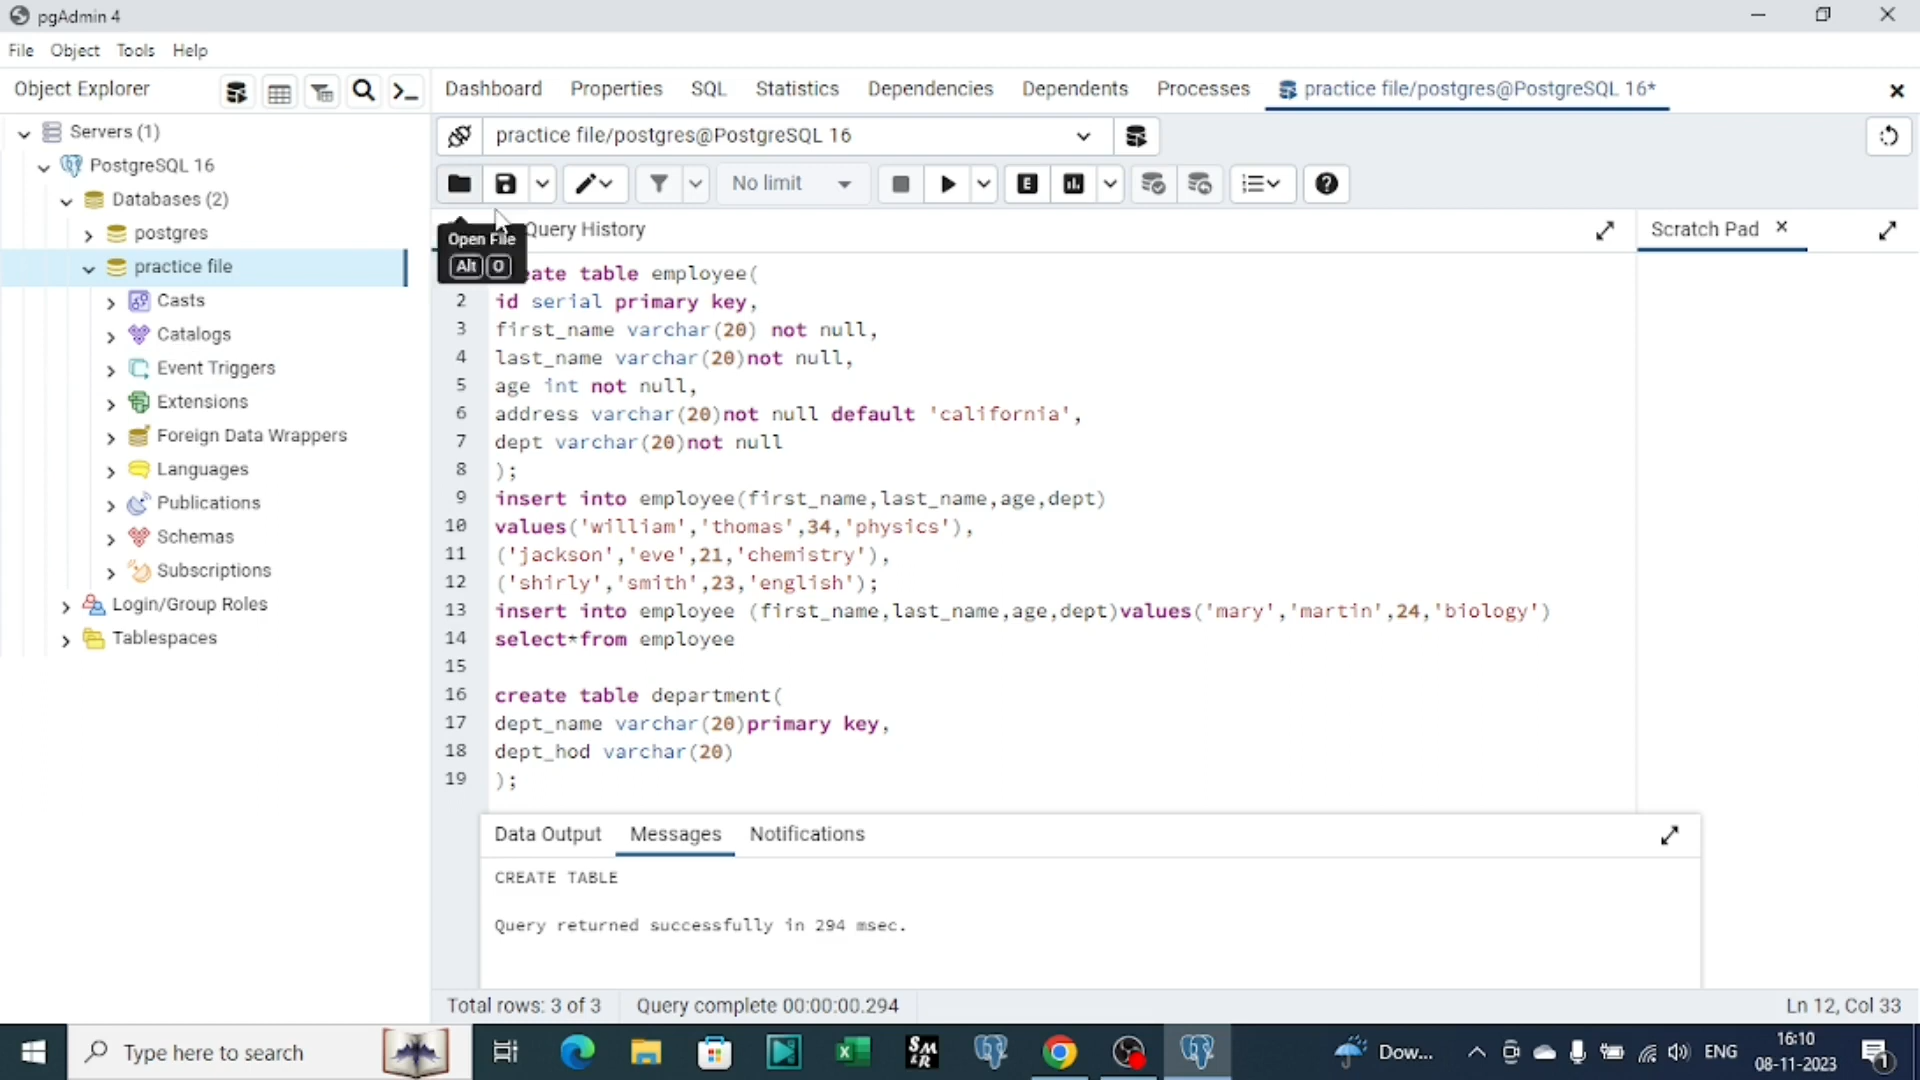 pgAdmin 4
File Object Tools Help
Object Explorer
Dashboard Properties SQL Statistics Dependencies Dependents Processes practice file/postgres@PostgreSQL 16*
Servers (1)
PostgreSQL 16
Databases (2)
postgres
practice file
Casts
Catalogs
Event Triggers
Extensions
Foreign Data Wrappers
Languages
Publications
Schemas
Subscriptions
Login/Group Roles
Tablespaces
practice file/postgres@PostgreSQL 16
No limit
E
Open File
Alt O
Query History
Scratch Pad
eate table employee(
2 id serial primary key,
3 first_name varchar(20) not null,
4 last_name varchar(20)not null,
5 age int not null,
6 address varchar(20)not null default 'california',
7 dept varchar(20)not null
8 );
9 insert into employee(first_name,last_name,age,dept)
10 values('william','thomas',34,'physics'),
11 ('jackson','eve',21,'chemistry'),
12 ('shirly','smith',23,'english');
13 insert into employee (first_name,last_name,age,dept)values('mary','martin',24,'biology')
14 select*from employee
15
16 create table department(
17 dept_name varchar(20)primary key,
18 dept_hod varchar(20)
19 );
Data Output Messages Notifications
CREATE TABLE
Query returned successfully in 294 msec.
Total rows: 3 of 3 Query complete 00:00:00.294 Ln 12, Col 33
Type here to search
SM
&R
Dow...
ENG
16:10
08-11-2023
1